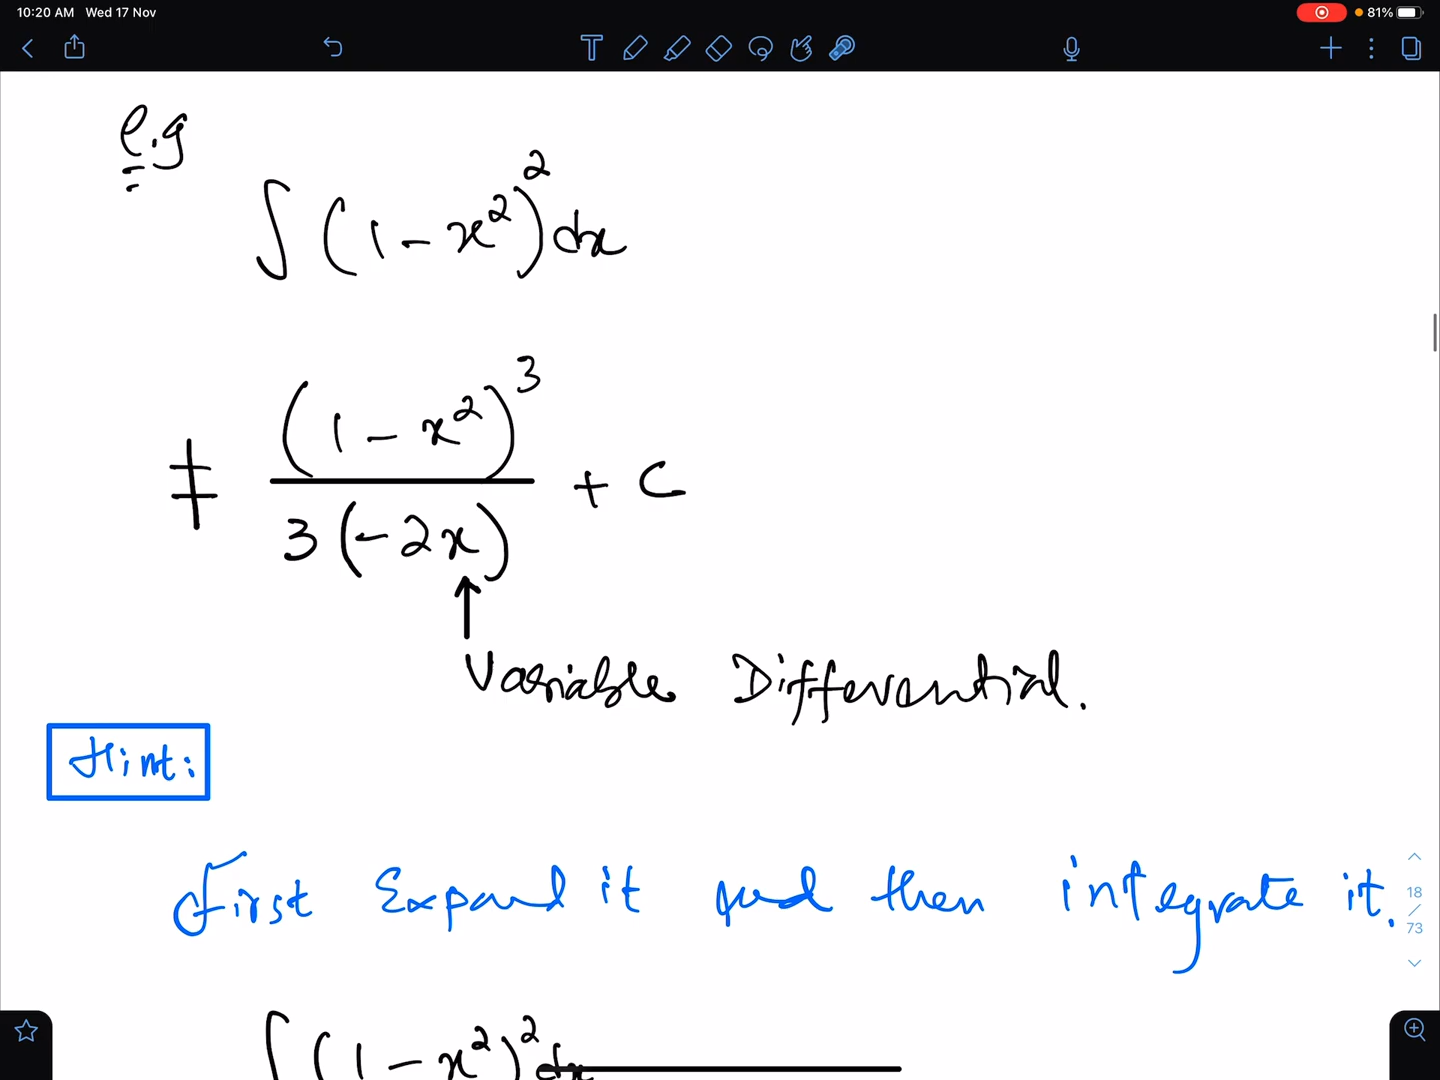 10:20 AM Wed 17 Nov 81%
e.g
∫ (1 - x²)² dx
≠ (1 - x²)³ / 3(-2x) + c
Variable Differential.
Hint:
First Expand it and then integrate it.
18
/
73
∫ (1 - x²)² dx